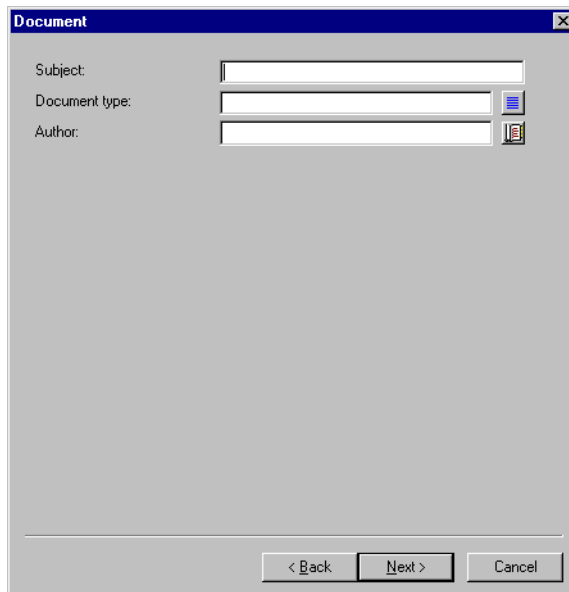 Document
Subject:
Document type:
Author:
< Back Next > Cancel